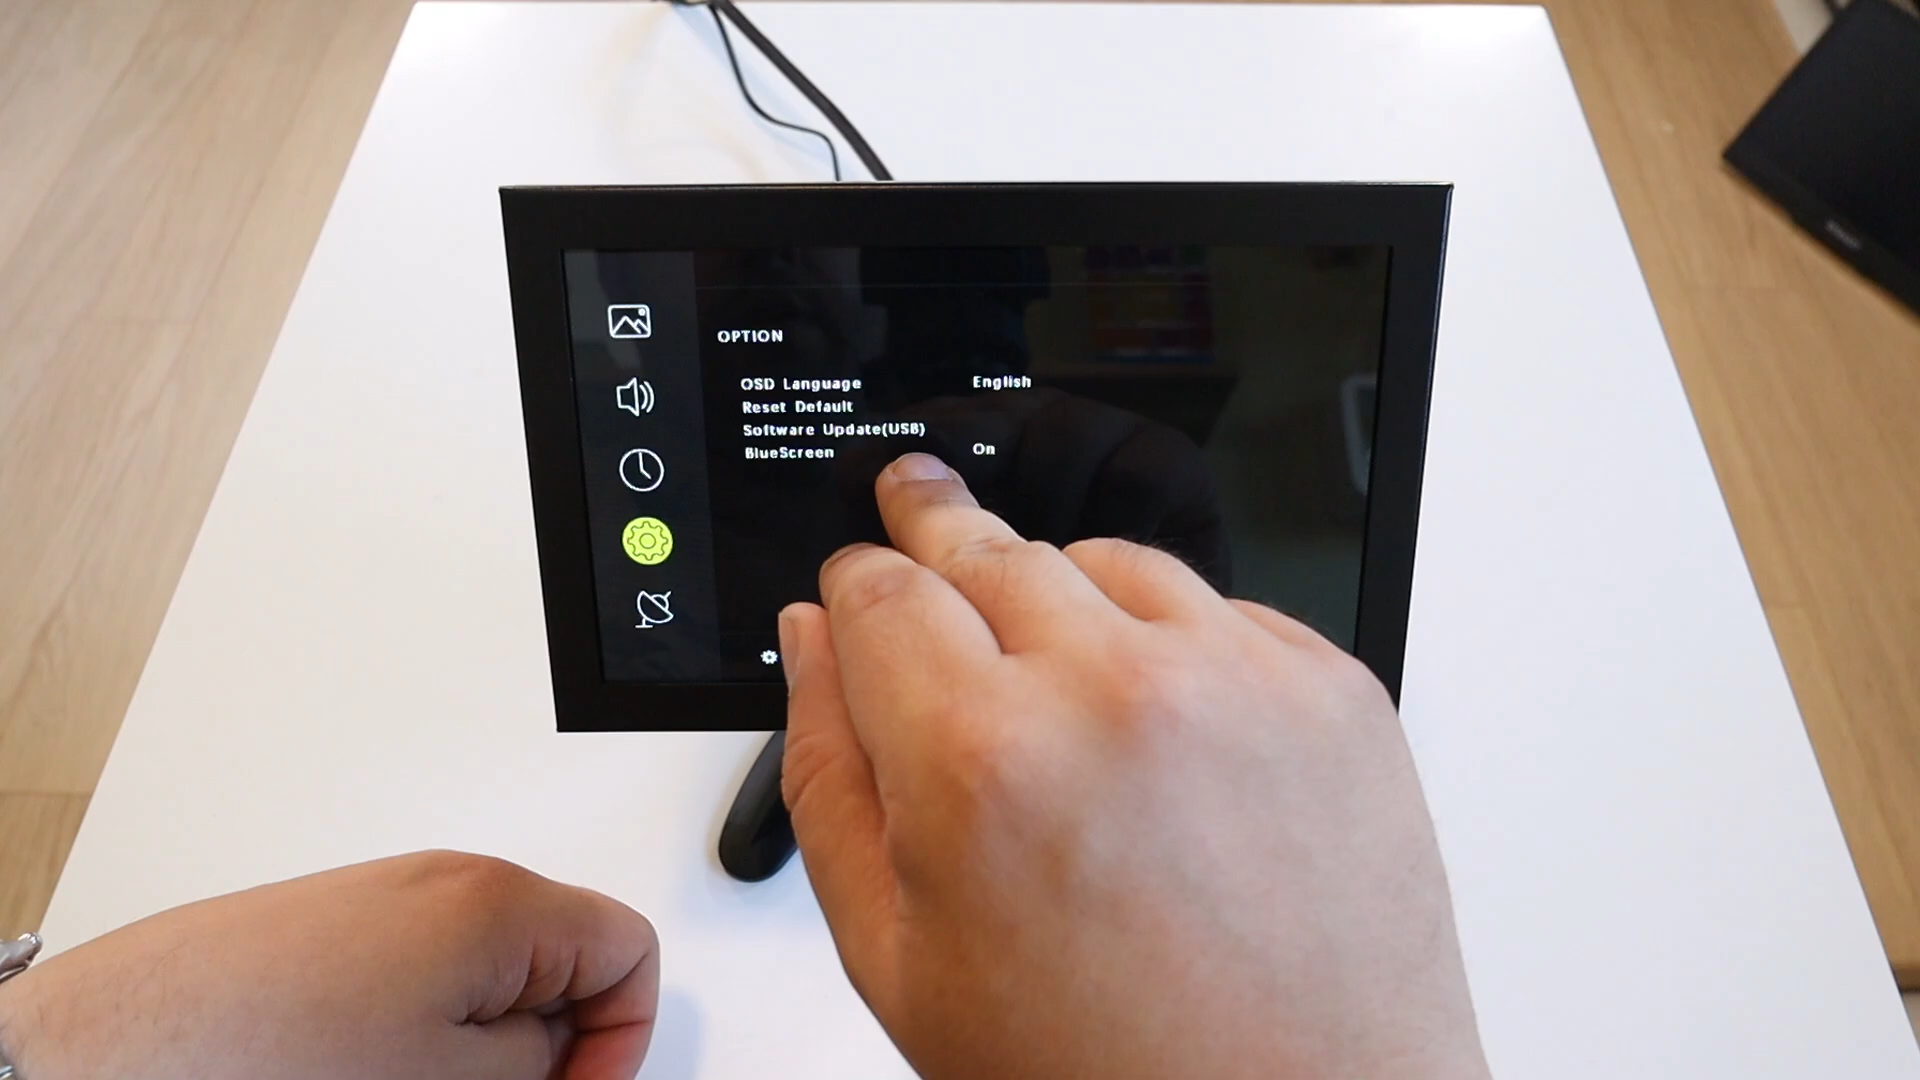 OPTION
OSD Language English
Reset Default
Software Update(USB)
BlueScreen On